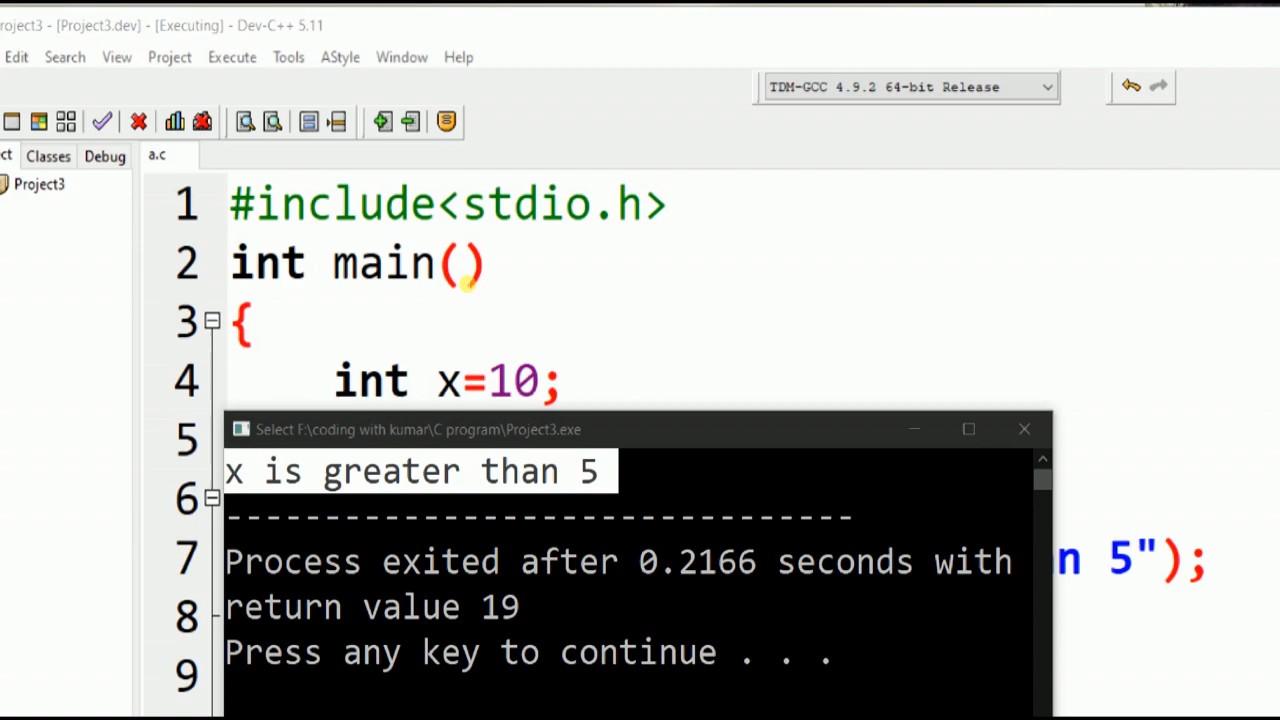 roject3 - [Project3.dev] - [Executing] - Dev-C++ 5.11
Edit Search View Project Execute Tools AStyle Window Help
TDM-GCC 4.9.2 64-bit Release
ct Classes Debug a.c
Project3
1 #include<stdio.h>
2 int main()
3 {
4 int x=10;
5
Select F:\coding with kumar\C program\Project3.exe
x is greater than 5
6
--------------------------------
7 n 5");
Process exited after 0.2166 seconds with
8
return value 19
Press any key to continue . . .
9